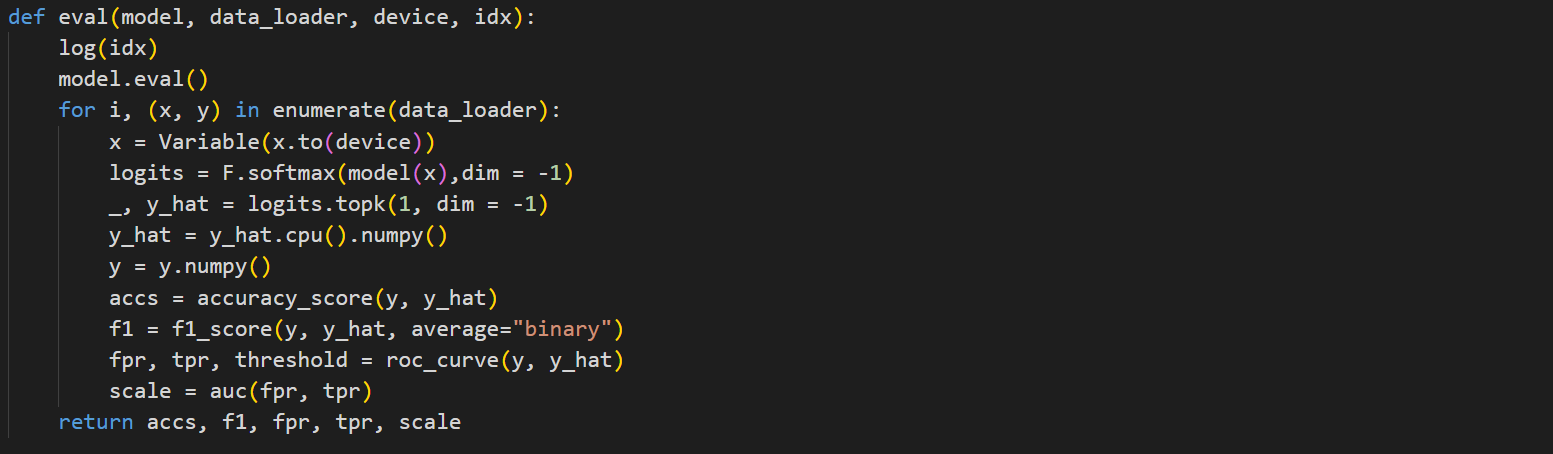 def eval(model, data_loader, device, idx):
    log(idx)
    model.eval()
    for i, (x, y) in enumerate(data_loader):
        x = Variable(x.to(device))
        logits = F.softmax(model(x),dim = -1)
        _, y_hat = logits.topk(1, dim = -1)
        y_hat = y_hat.cpu().numpy()
        y = y.numpy()
        accs = accuracy_score(y, y_hat)
        f1 = f1_score(y, y_hat, average="binary")
        fpr, tpr, threshold = roc_curve(y, y_hat)
        scale = auc(fpr, tpr)
    return accs, f1, fpr, tpr, scale